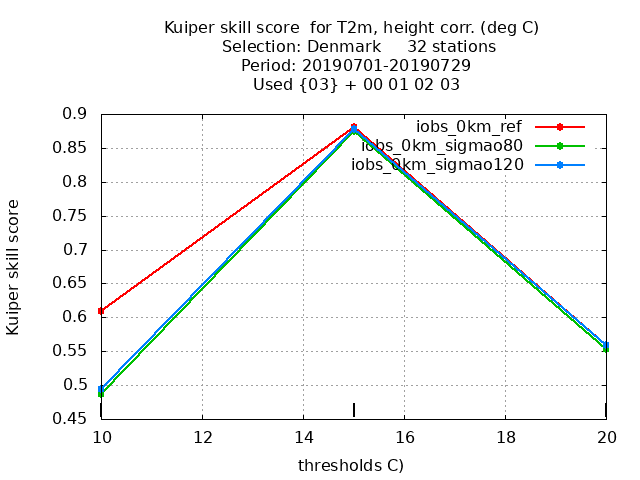 Kuiper skill score  for T2m, height corr. (deg C)
Selection: Denmark     32 stations
Period: 20190701-20190729
Used {03} + 00 01 02 03
iobs_0km_ref
iobs_0km_sigmao80
iobs_0km_sigmao120
Kuiper skill score
0.9
0.85
0.8
0.75
0.7
0.65
0.6
0.55
0.5
0.45
10 12 14 16 18 20
thresholds C)